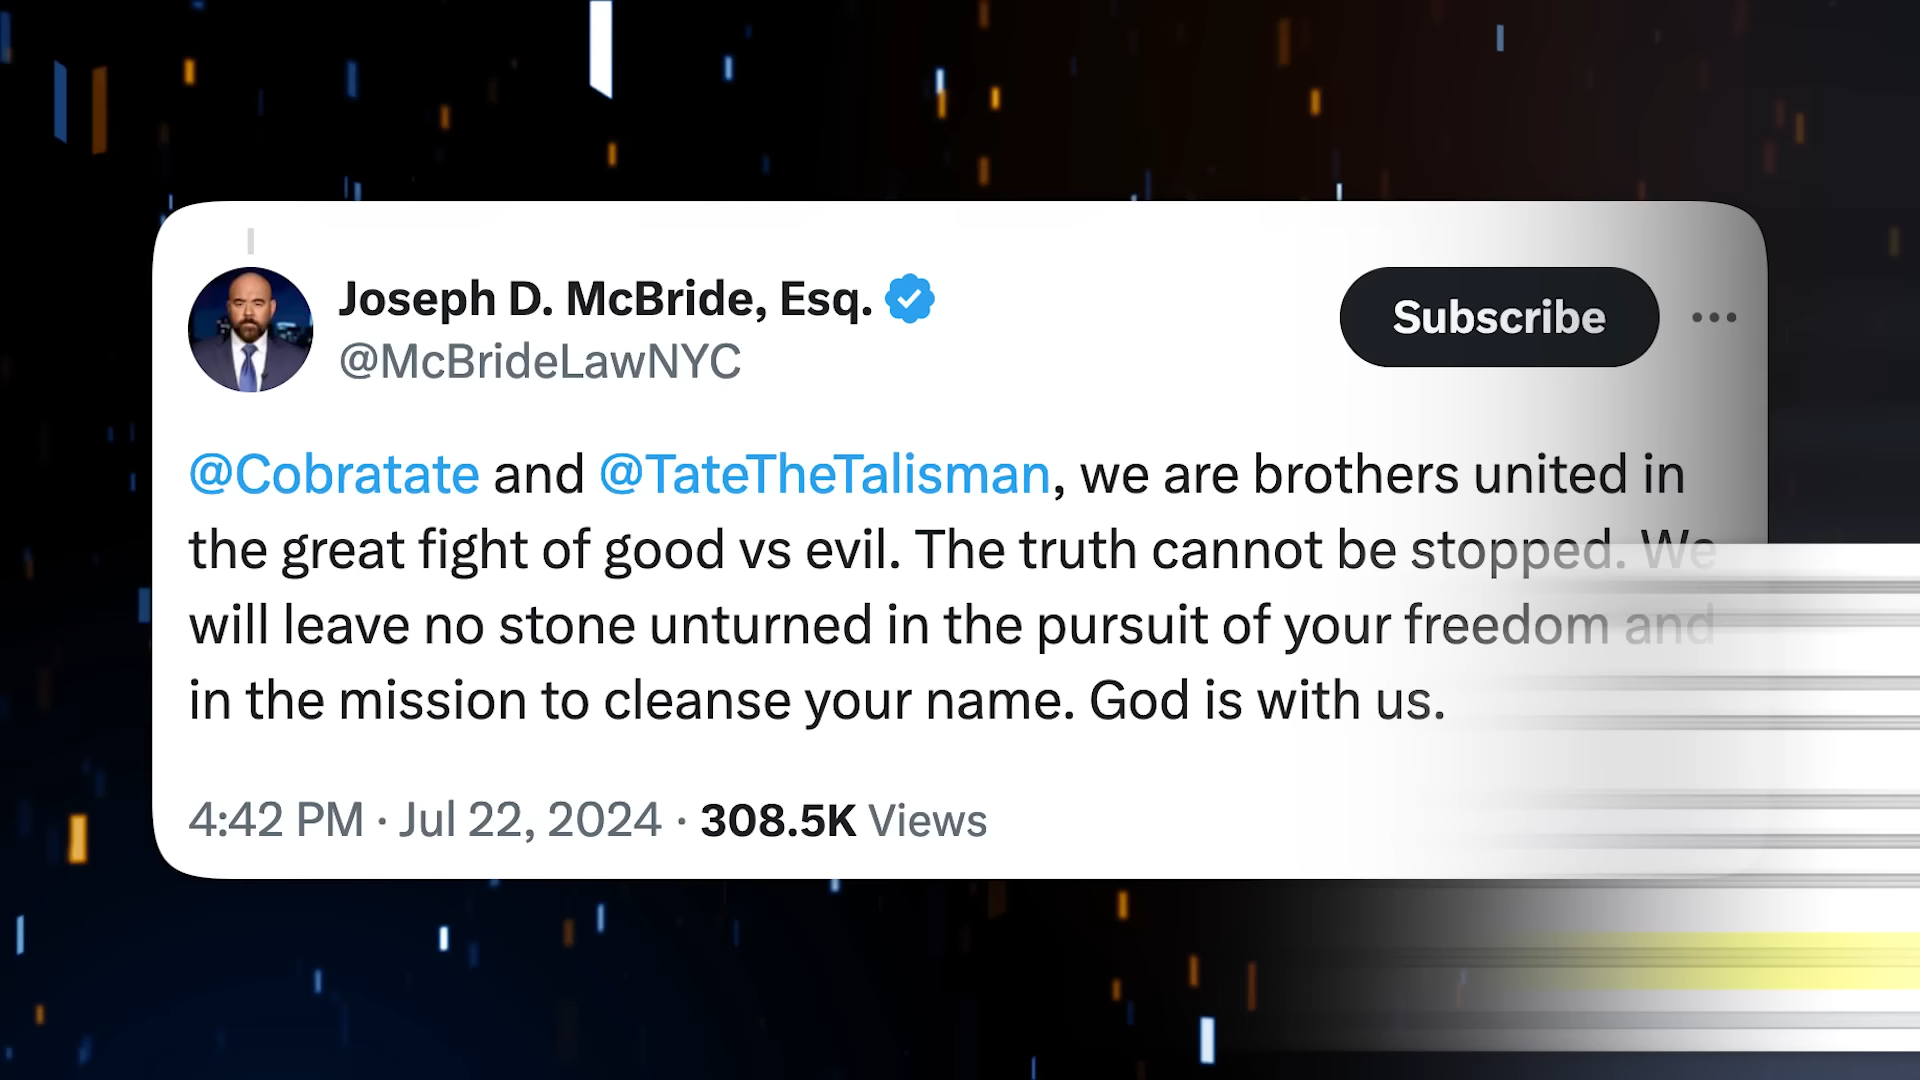 Joseph D. McBride, Esq.
@McBrideLawNYC
Subscribe
@Cobratate and @TateTheTalisman, we are brothers united in
the great fight of good vs evil. The truth cannot be stopped. We
will leave no stone unturned in the pursuit of your freedom and
in the mission to cleanse your name. God is with us.
4:42 PM · Jul 22, 2024 · 308.5K Views